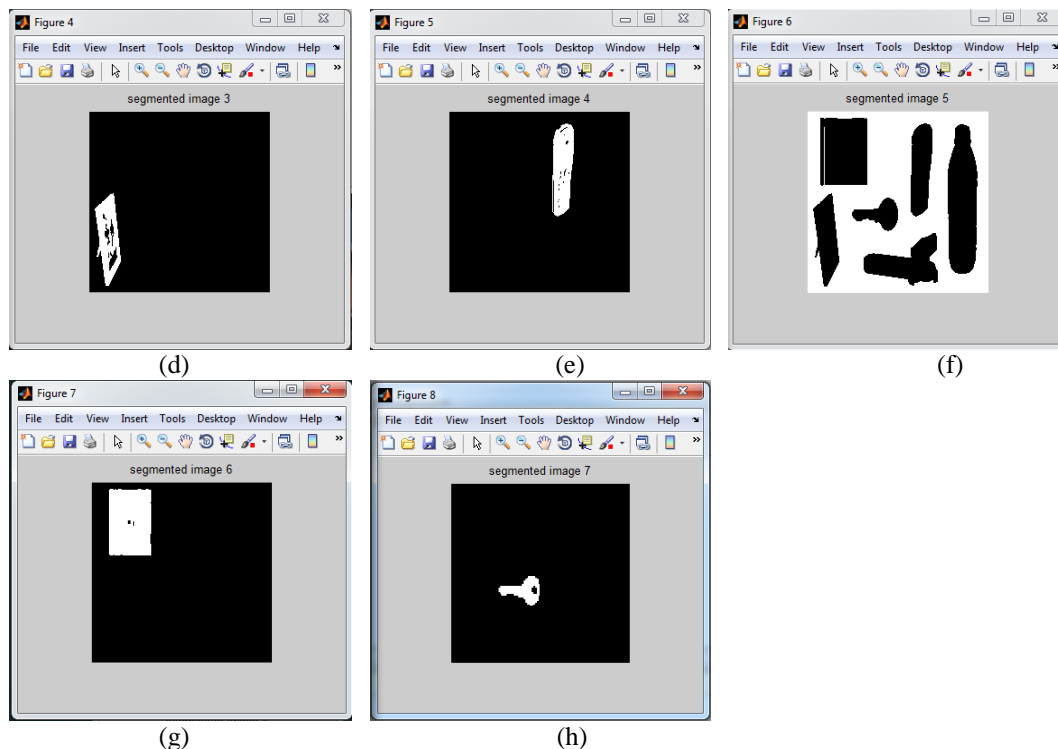 Figure 4
File Edit View Insert Tools Desktop Window Help
segmented image 3
(d)
Figure 5
File Edit View Insert Tools Desktop Window Help
segmented image 4
(e)
Figure 6
File Edit View Insert Tools Desktop Window Help
segmented image 5
(f)
Figure 7
File Edit View Insert Tools Desktop Window Help
segmented image 6
(g)
Figure 8
File Edit View Insert Tools Desktop Window Help
segmented image 7
(h)